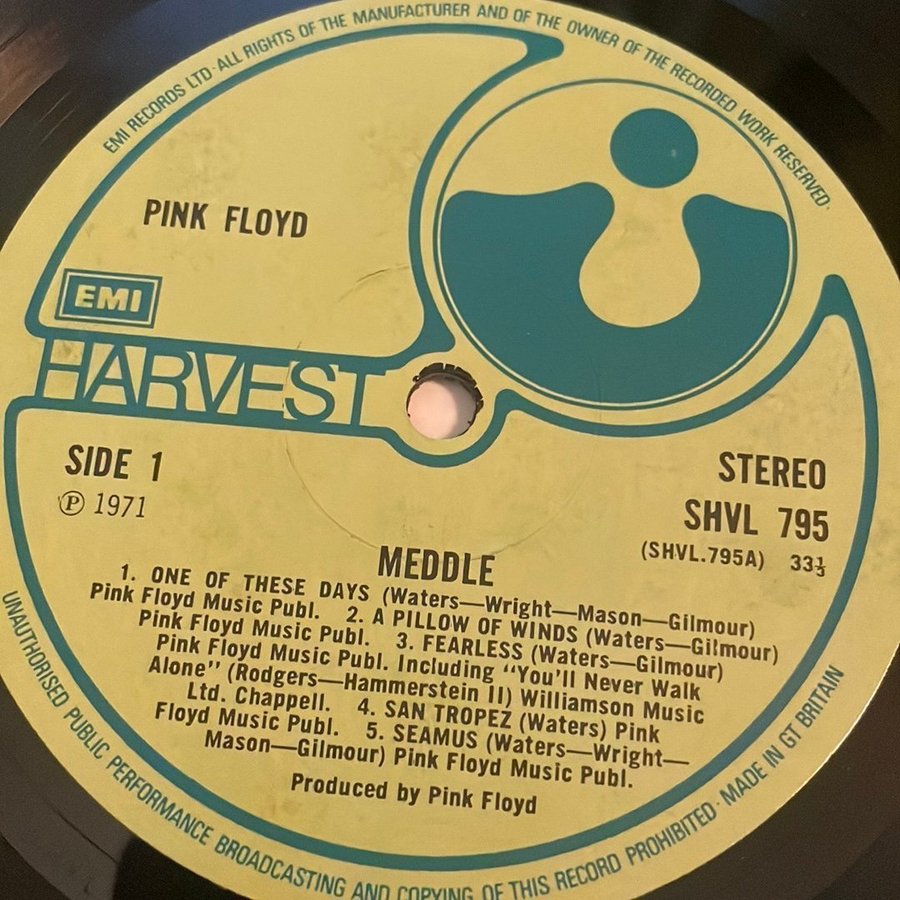 EMI RECORDS LTD · ALL RIGHTS OF THE MANUFACTURER AND OF THE OWNER OF THE RECORDED WORK RESERVED ·
PINK FLOYD
EMI
HARVEST
SIDE 1
Ⓟ 1971
STEREO
SHVL 795
(SHVL.795A) 33⅓
MEDDLE
1. ONE OF THESE DAYS (Waters—Wright—Mason—Gilmour)
Pink Floyd Music Publ. 2. A PILLOW OF WINDS (Waters—Gilmour)
Pink Floyd Music Publ. 3. FEARLESS (Waters—Gilmour)
Pink Floyd Music Publ. Including "You'll Never Walk
Alone" (Rodgers—Hammerstein II) Williamson Music
Ltd. Chappell. 4. SAN TROPEZ (Waters) Pink
Floyd Music Publ. 5. SEAMUS (Waters—Wright—
Mason—Gilmour) Pink Floyd Music Publ.
Produced by Pink Floyd
UNAUTHORISED PUBLIC PERFORMANCE BROADCASTING AND COPYING OF THIS RECORD PROHIBITED · MADE IN GT BRITAIN